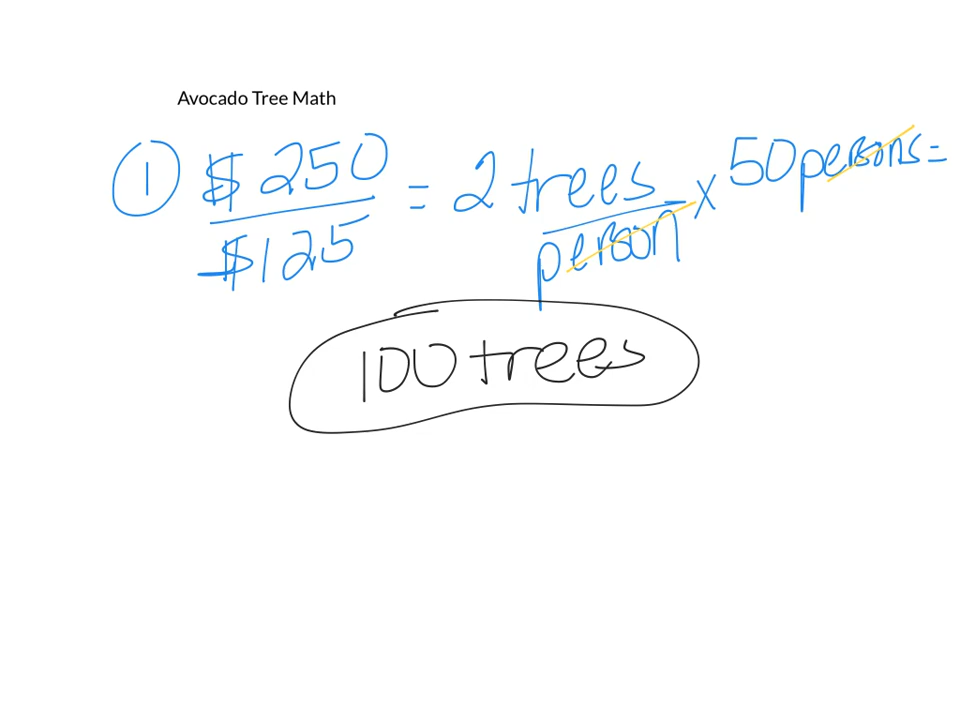 Avocado Tree Math
① $250 / $125 = 2 trees / person × 50 persons =
100 trees